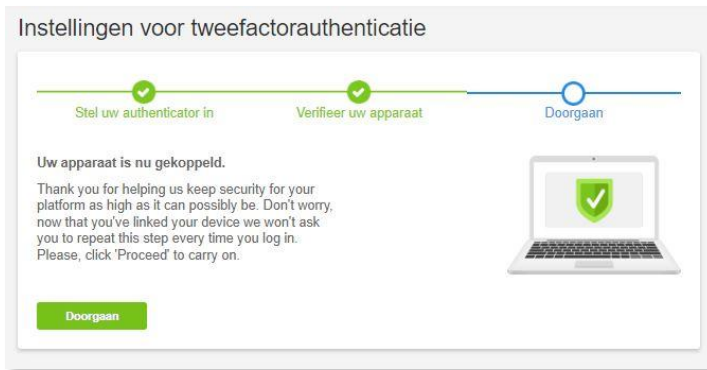 Instellingen voor tweefactorauthenticatie
Stel uw authenticator in
Verifieer uw apparaat
Doorgaan
Uw apparaat is nu gekoppeld.
Thank you for helping us keep security for your
platform as high as it can possibly be. Don't worry,
now that you've linked your device we won't ask
you to repeat this step every time you log in.
Please, click 'Proceed' to carry on.
Doorgaan